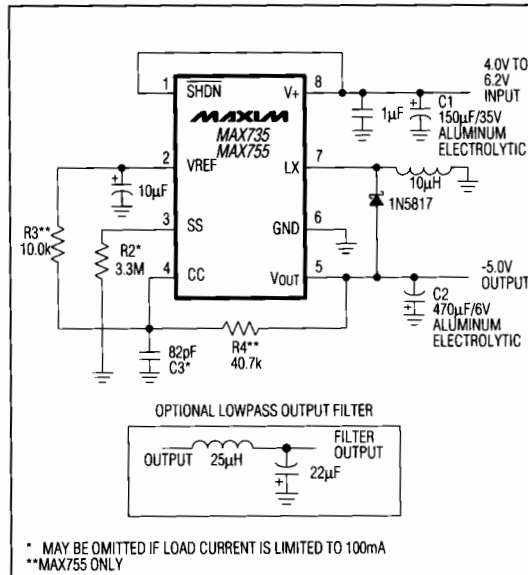 1
SHDN
V+
8
4.0V TO
6.2V
INPUT
MAXIM
MAX735
MAX755
1µF
C1
150µF/35V
ALUMINUM
ELECTROLYTIC
2
VREF
LX
7
+
10µF
10µH
1N5817
R3**
10.0k
3
SS
GND
6
R2*
3.3M
4
CC
VOUT
5
-5.0V
OUTPUT
C2
470µF/6V
ALUMINUM
ELECTROLYTIC
+
82pF
C3*
R4**
40.7k
OPTIONAL LOWPASS OUTPUT FILTER
OUTPUT
25µH
FILTER
OUTPUT
22µF
+
* MAY BE OMITTED IF LOAD CURRENT IS LIMITED TO 100mA
**MAX755 ONLY